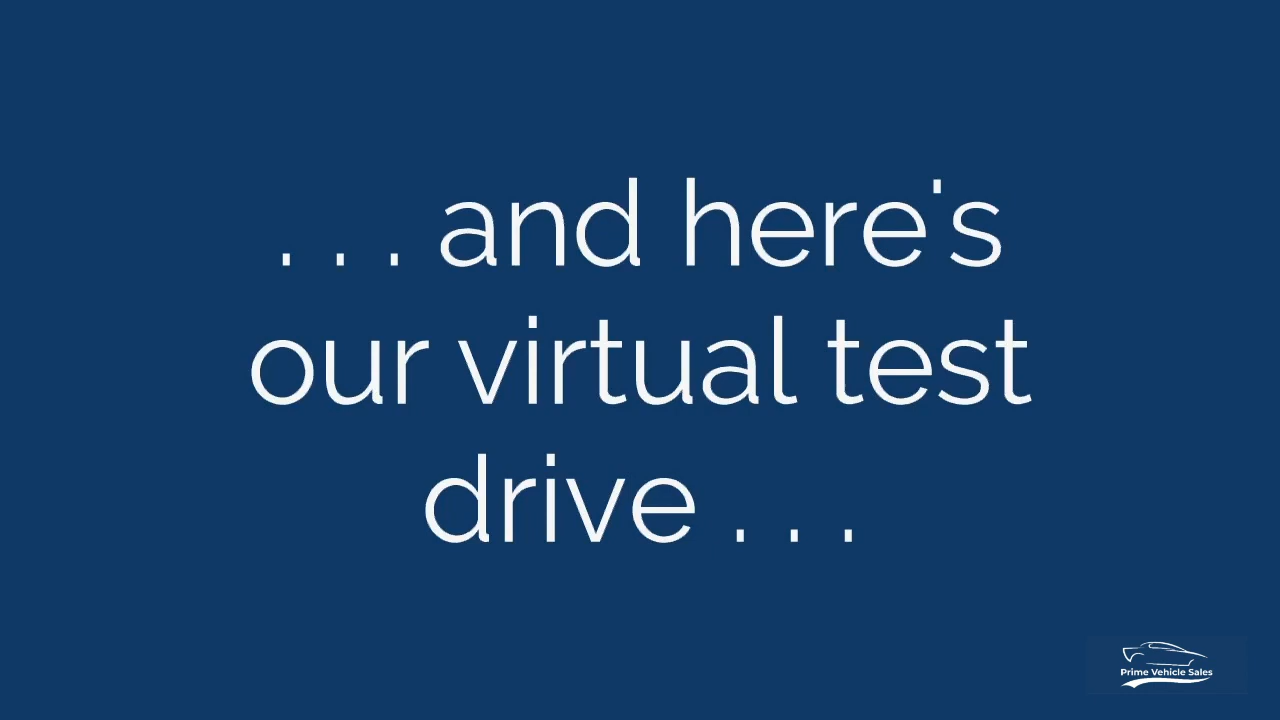 . . . and here's
our virtual test
drive . . .
Prime Vehicle Sales